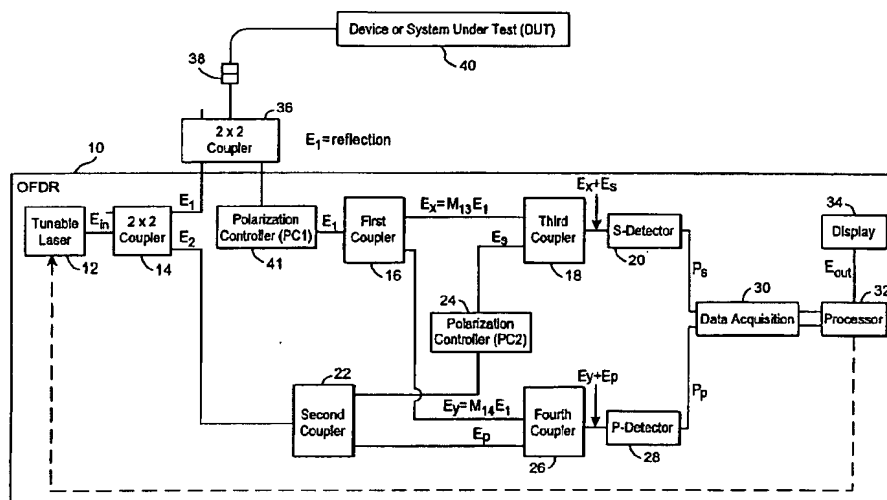 Device or System Under Test (DUT)
40
38
36
2 x 2
Coupler
E1=reflection
10
OFDR
Tunable
Laser
12
Ein
2 x 2
Coupler
14
E1
E2
Polarization
Controller (PC1)
41
E1
First
Coupler
16
Ex=M13E1
Es
Third
Coupler
18
Ex+Es
S-Detector
20
Ps
34
Display
Eout
30
Data Acquisition
32
Processor
24
Polarization
Controller (PC2)
22
Second
Coupler
Ey=M14E1
Ep
Fourth
Coupler
26
Ey+Ep
P-Detector
28
Pp